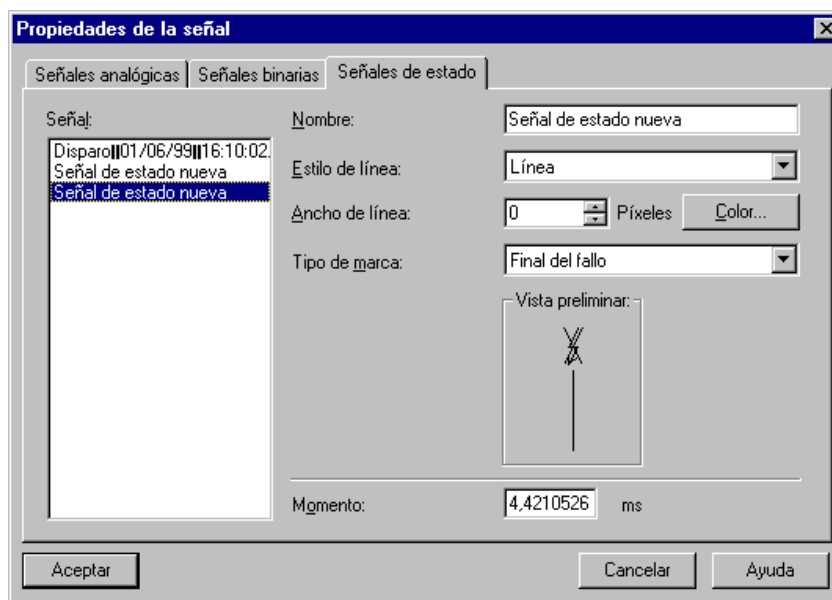 Propiedades de la señal
Señales analógicas Señales binarias Señales de estado
Señal:
Disparo||01/06/99||16:10:02.
Señal de estado nueva
Señal de estado nueva
Nombre: Señal de estado nueva
Estilo de línea: Línea
Ancho de línea: 0 Píxeles Color...
Tipo de marca: Final del fallo
Vista preliminar:
Momento: 4,4210526 ms
Aceptar Cancelar Ayuda